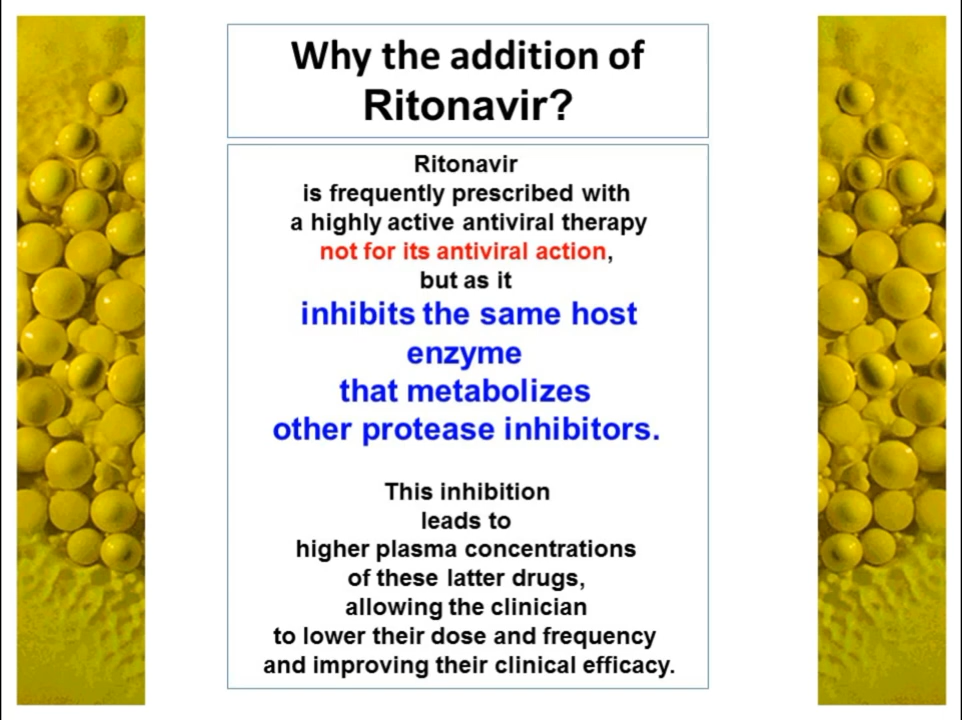 Why the addition of
Ritonavir?
Ritonavir
is frequently prescribed with
a highly active antiviral therapy
not for its antiviral action,
but as it
inhibits the same host
enzyme
that metabolizes
other protease inhibitors.
This inhibition
leads to
higher plasma concentrations
of these latter drugs,
allowing the clinician
to lower their dose and frequency
and improving their clinical efficacy.